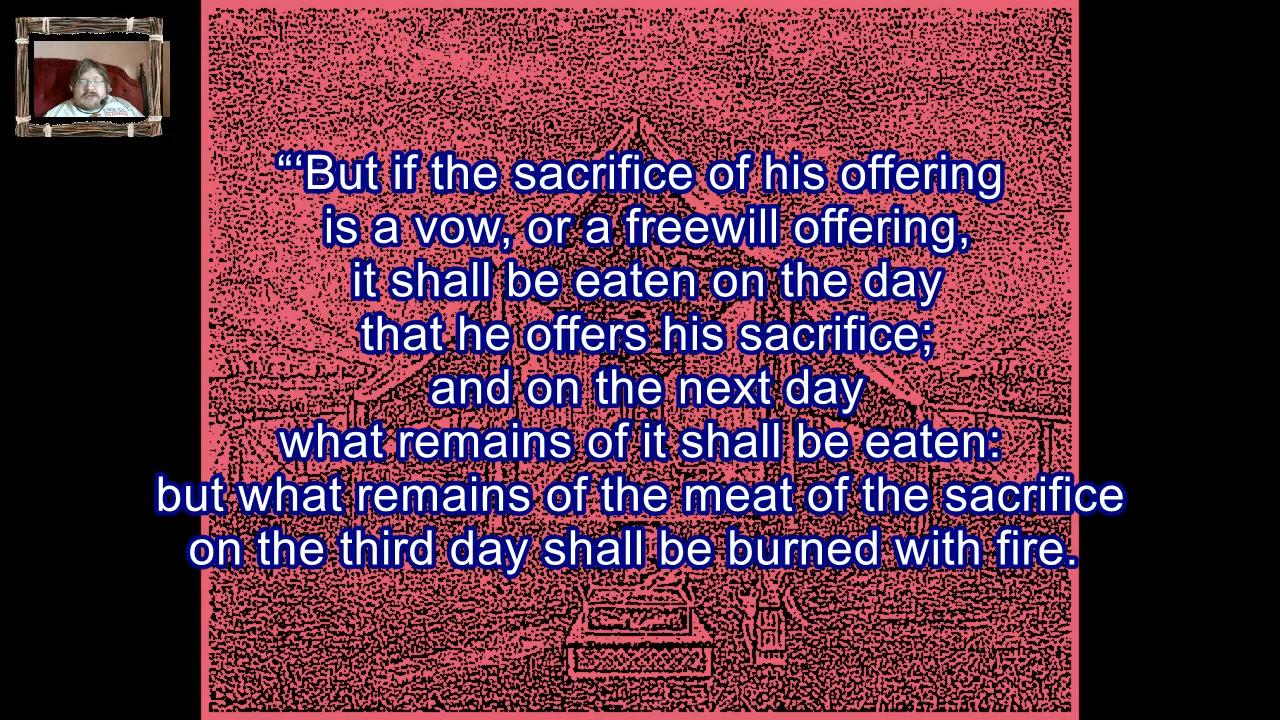 “‘But if the sacrifice of his offering
is a vow, or a freewill offering,
it shall be eaten on the day
that he offers his sacrifice;
and on the next day
what remains of it shall be eaten:
but what remains of the meat of the sacrifice
on the third day shall be burned with fire.